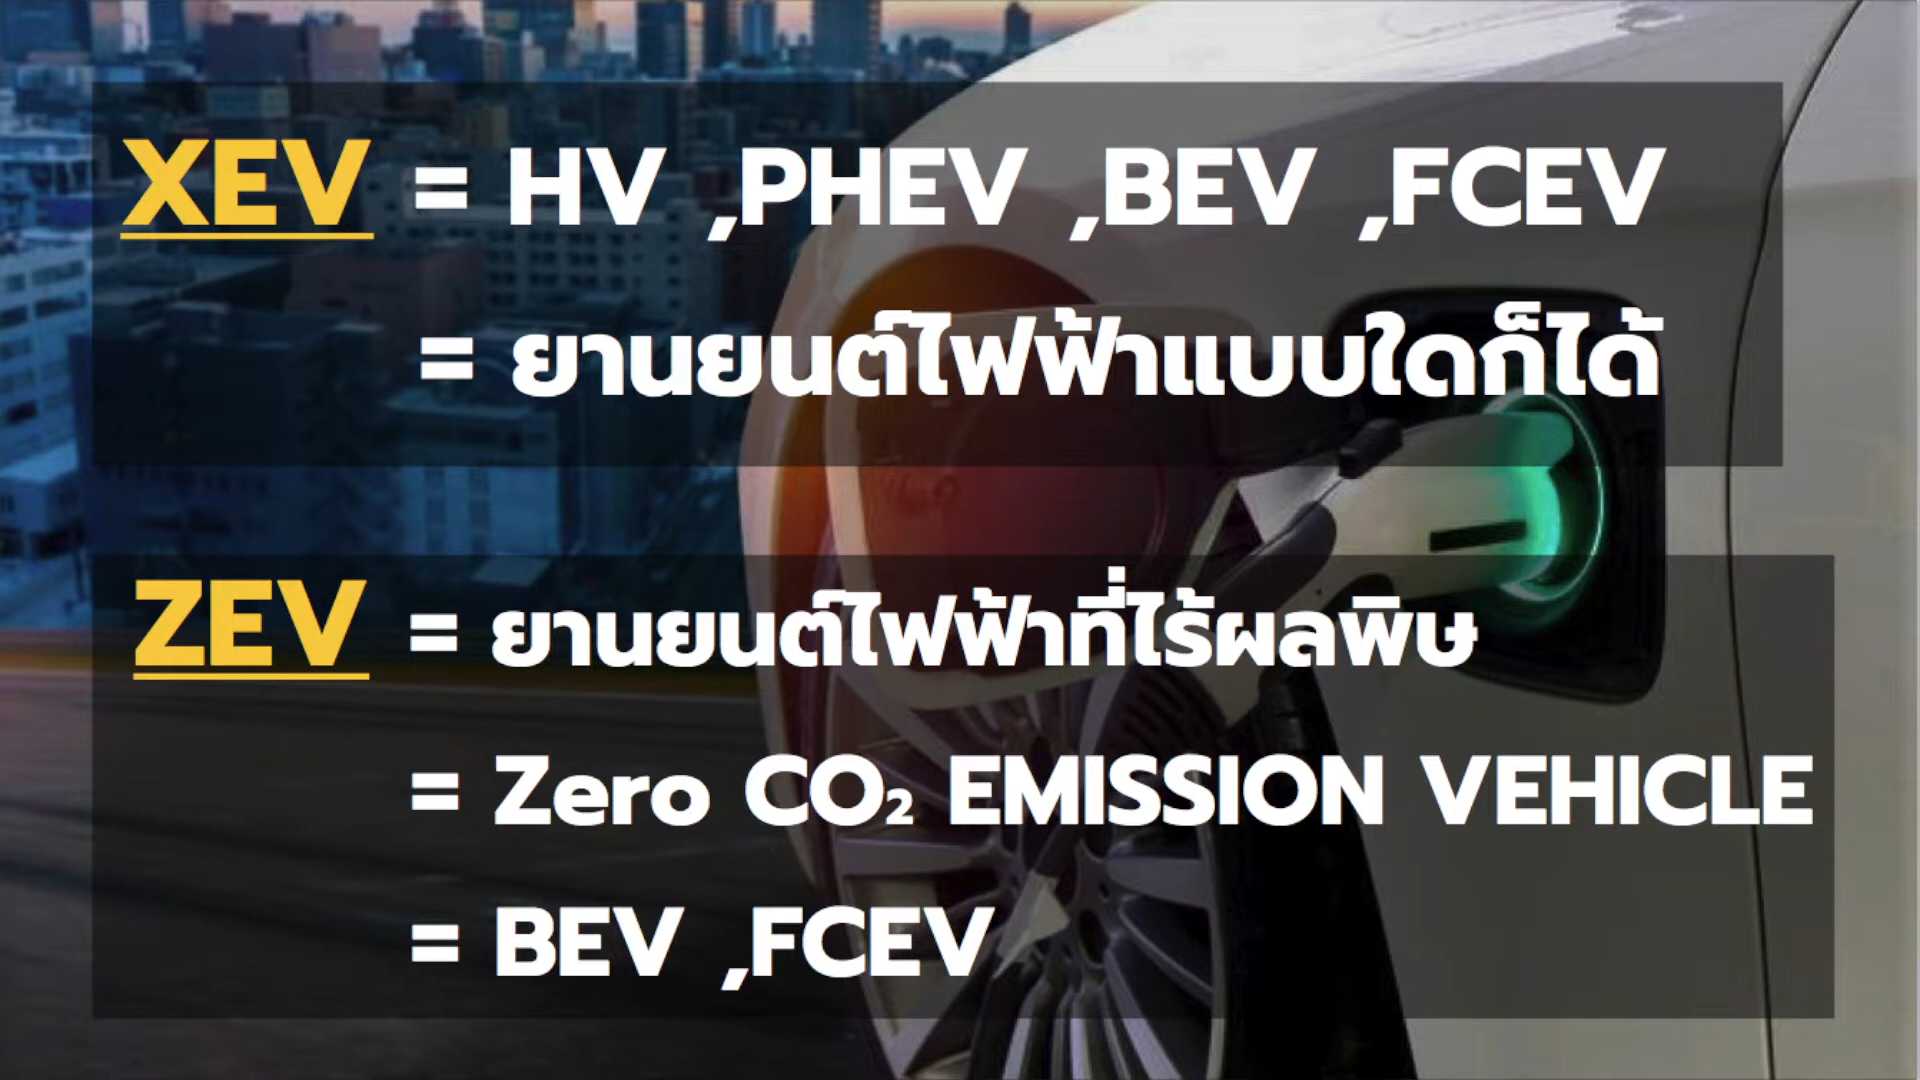 XEV = HV ,PHEV ,BEV ,FCEV
= ยานยนต์ไฟฟ้าแบบใดก็ได้
ZEV = ยานยนต์ไฟฟ้าที่ไร้ผลพิษ
= Zero CO₂ EMISSION VEHICLE
= BEV ,FCEV